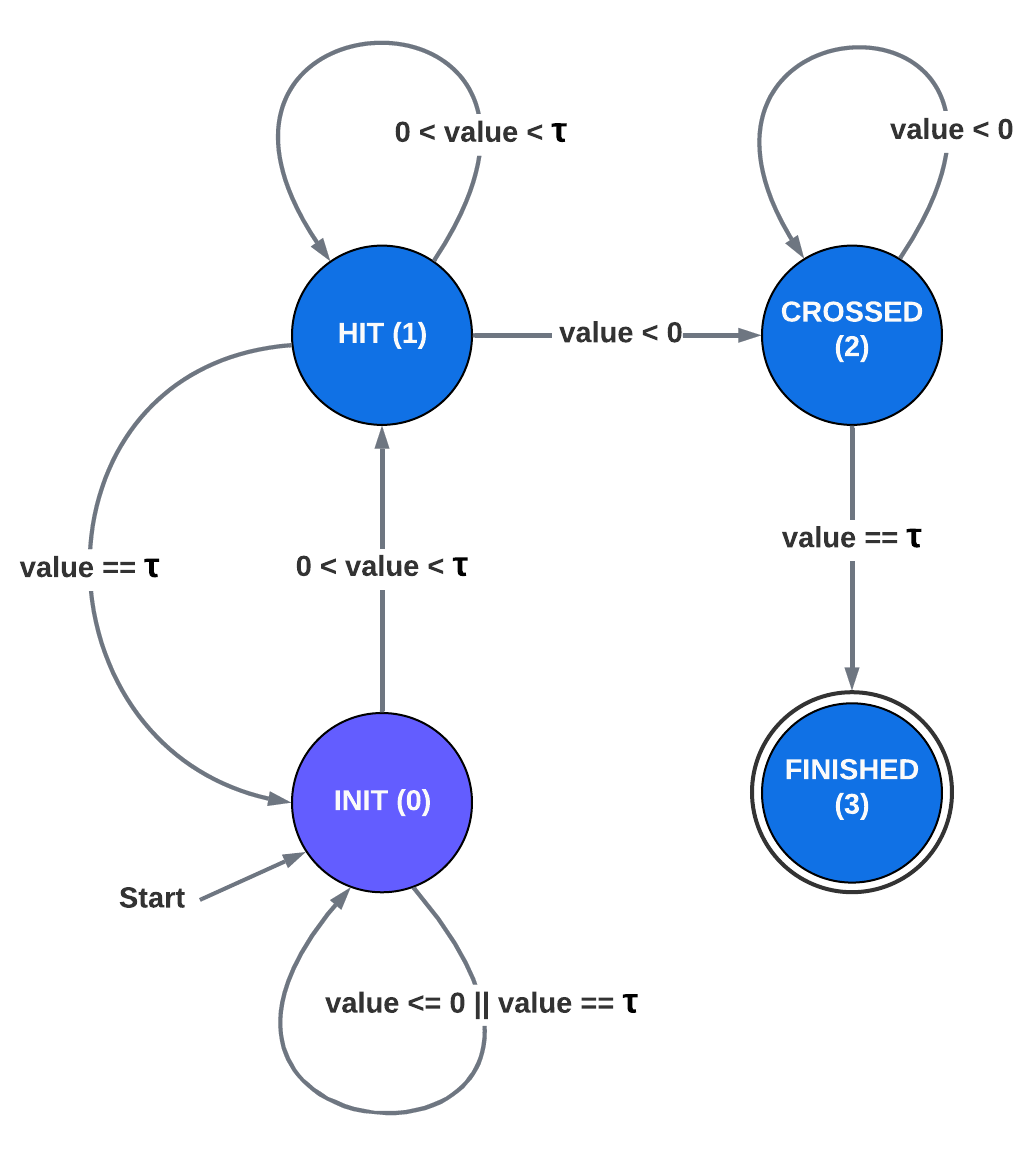 0 < value < τ
value < 0
HIT (1)
value < 0
CROSSED
(2)
value == τ
0 < value < τ
value == τ
INIT (0)
FINISHED
(3)
Start
value <= 0 || value == τ